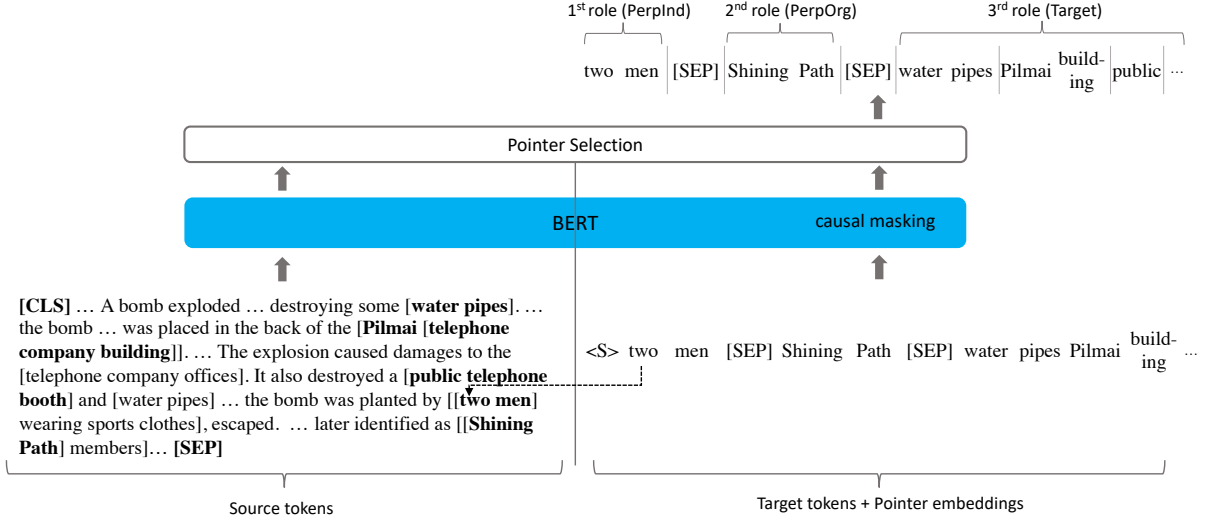 1st role (PerpInd) 2nd role (PerpOrg) 3rd role (Target)
two men [SEP] Shining Path [SEP] water pipes Pilmai build-ing public ...
Pointer Selection
BERT causal masking
[CLS] … A bomb exploded … destroying some [water pipes]. …
the bomb … was placed in the back of the [Pilmai [telephone
company building]]. … The explosion caused damages to the
[telephone company offices]. It also destroyed a [public telephone
booth] and [water pipes] … the bomb was planted by [[two men]
wearing sports clothes], escaped. … later identified as [[Shining
Path] members]… [SEP]
<S> two men [SEP] Shining Path [SEP] water pipes Pilmai build-ing ...
Source tokens
Target tokens + Pointer embeddings